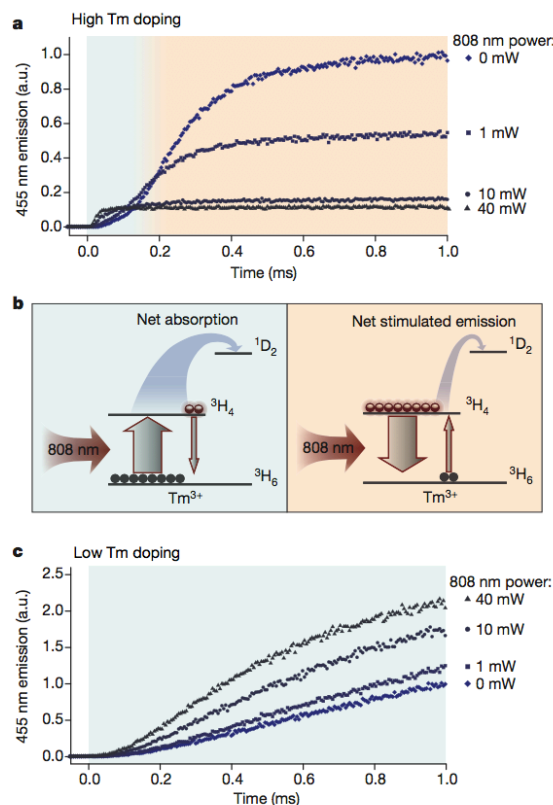 a
High Tm doping
808 nm power:
0 mW
1 mW
10 mW
40 mW
455 nm emission (a.u.)
1.0
0.8
0.6
0.4
0.2
0.0
0.0 0.2 0.4 0.6 0.8 1.0
Time (ms)
b
Net absorption
¹D₂
³H₄
808 nm
³H₆
Tm³⁺
Net stimulated emission
¹D₂
³H₄
808 nm
³H₆
Tm³⁺
c
Low Tm doping
808 nm power:
40 mW
10 mW
1 mW
0 mW
455 nm emission (a.u.)
2.5
2.0
1.5
1.0
0.5
0.0
0.0 0.2 0.4 0.6 0.8 1.0
Time (ms)